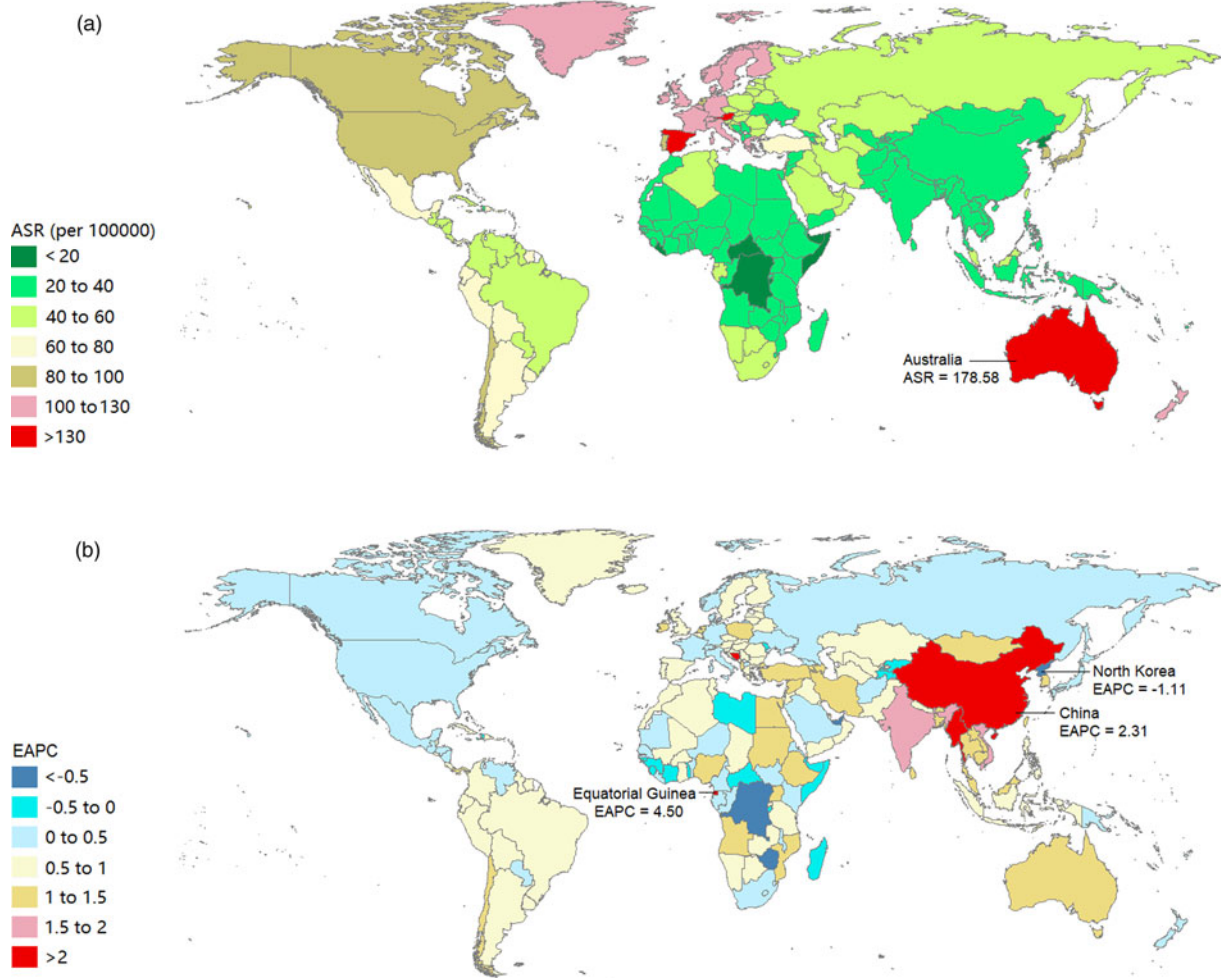 (a)
ASR (per 100000)
< 20
20 to 40
40 to 60
60 to 80
80 to 100
100 to 130
>130
Australia
ASR = 178.58
(b)
North Korea
EAPC = -1.11
China
EAPC = 2.31
Equatorial Guinea
EAPC = 4.50
EAPC
<-0.5
-0.5 to 0
0 to 0.5
0.5 to 1
1 to 1.5
1.5 to 2
>2